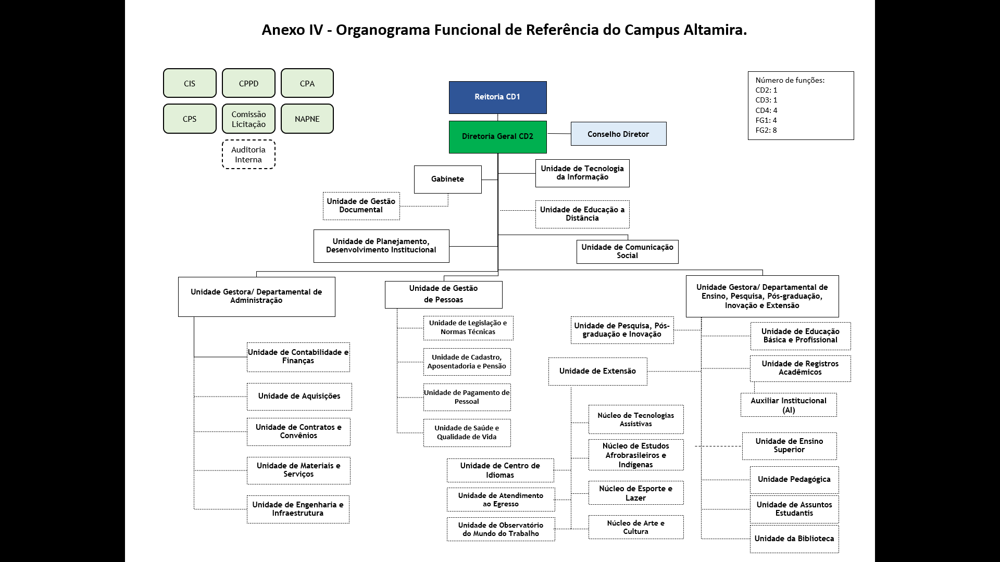 Anexo IV - Organograma Funcional de Referência do Campus Altamira.
CIS
CPPD
CPA
CPS
Comissão
Licitação
NAPNE
Auditoria
Interna
Reitoria CD1
Diretoria Geral CD2
Conselho Diretor
Número de funções:
CD2: 1
CD3: 1
CD4: 4
FG1: 4
FG2: 8
Gabinete
Unidade de Tecnologia
da Informação
Unidade de Gestão
Documental
Unidade de Educação a
Distância
Unidade de Planejamento,
Desenvolvimento Institucional
Unidade de Comunicação
Social
Unidade Gestora/ Departamental de
Administração
Unidade de Contabilidade e
Finanças
Unidade de Aquisições
Unidade de Contratos e
Convênios
Unidade de Materiais e
Serviços
Unidade de Engenharia e
Infraestrutura
Unidade de Gestão
de Pessoas
Unidade de Legislação e
Normas Técnicas
Unidade de Cadastro,
Aposentadoria e Pensão
Unidade de Pagamento de
Pessoal
Unidade de Saúde e
Qualidade de Vida
Unidade Gestora/ Departamental de
Ensino, Pesquisa, Pós-graduação,
Inovação e Extensão
Unidade de Pesquisa, Pós-
graduação e Inovação
Unidade de Extensão
Núcleo de Tecnologias
Assistivas
Núcleo de Estudos
Afrobrasileiros e
Indígenas
Núcleo de Esporte e
Lazer
Núcleo de Arte e
Cultura
Unidade de Centro de
Idiomas
Unidade de Atendimento
ao Egresso
Unidade de Observatório
do Mundo do Trabalho
Unidade de Educação
Básica e Profissional
Unidade de Registros
Acadêmicos
Auxiliar Institucional
(AI)
Unidade de Ensino
Superior
Unidade Pedagógica
Unidade de Assuntos
Estudantis
Unidade da Biblioteca